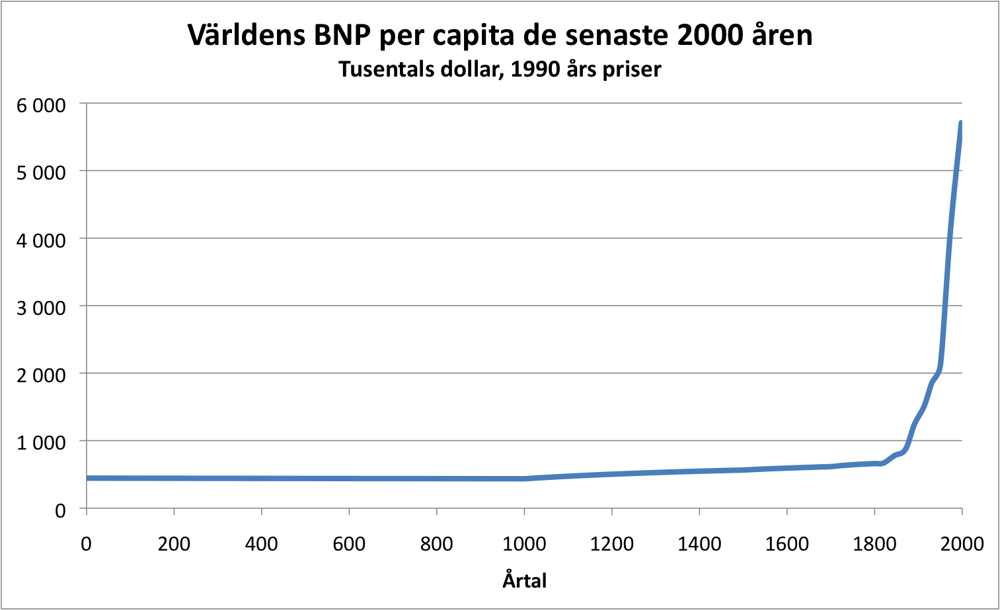 Världens BNP per capita de senaste 2000 åren
Tusentals dollar, 1990 års priser
6 000
5 000
4 000
3 000
2 000
1 000
0
0 200 400 600 800 1000 1200 1400 1600 1800 2000
Årtal